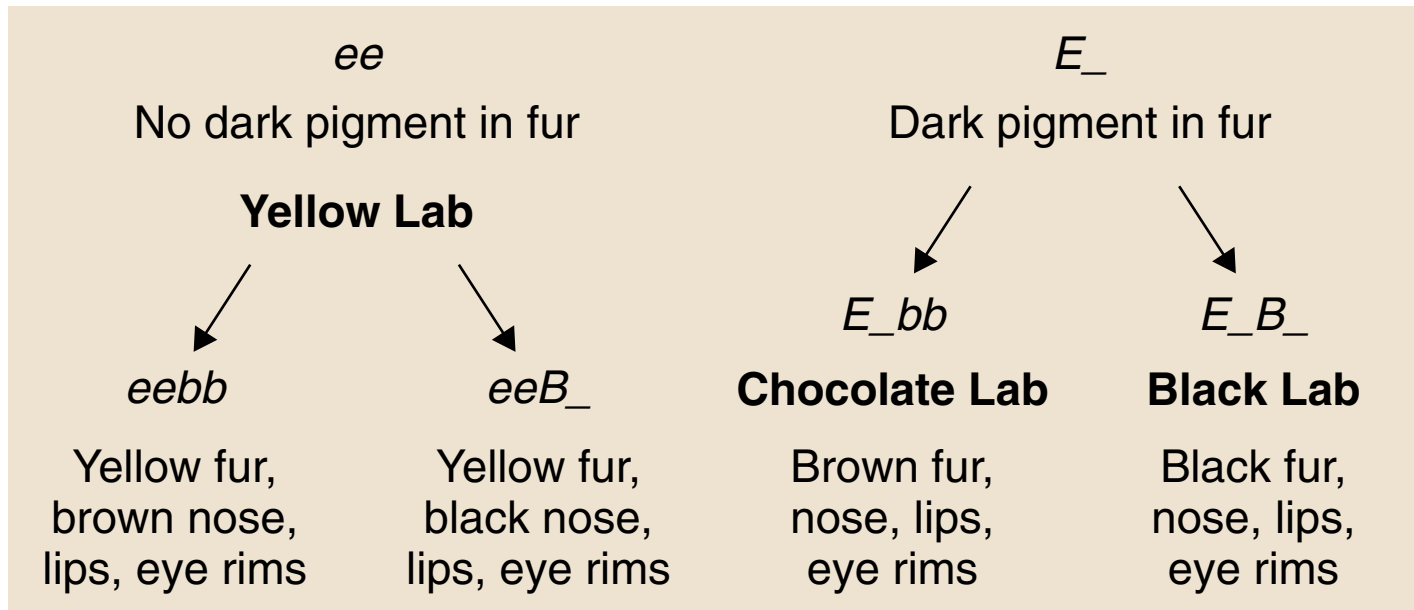 ee
No dark pigment in fur
Yellow Lab
eebb
Yellow fur,
brown nose,
lips, eye rims
eeB_
Yellow fur,
black nose,
lips, eye rims
E_
Dark pigment in fur
E_bb
Chocolate Lab
Brown fur,
nose, lips,
eye rims
E_B_
Black Lab
Black fur,
nose, lips,
eye rims